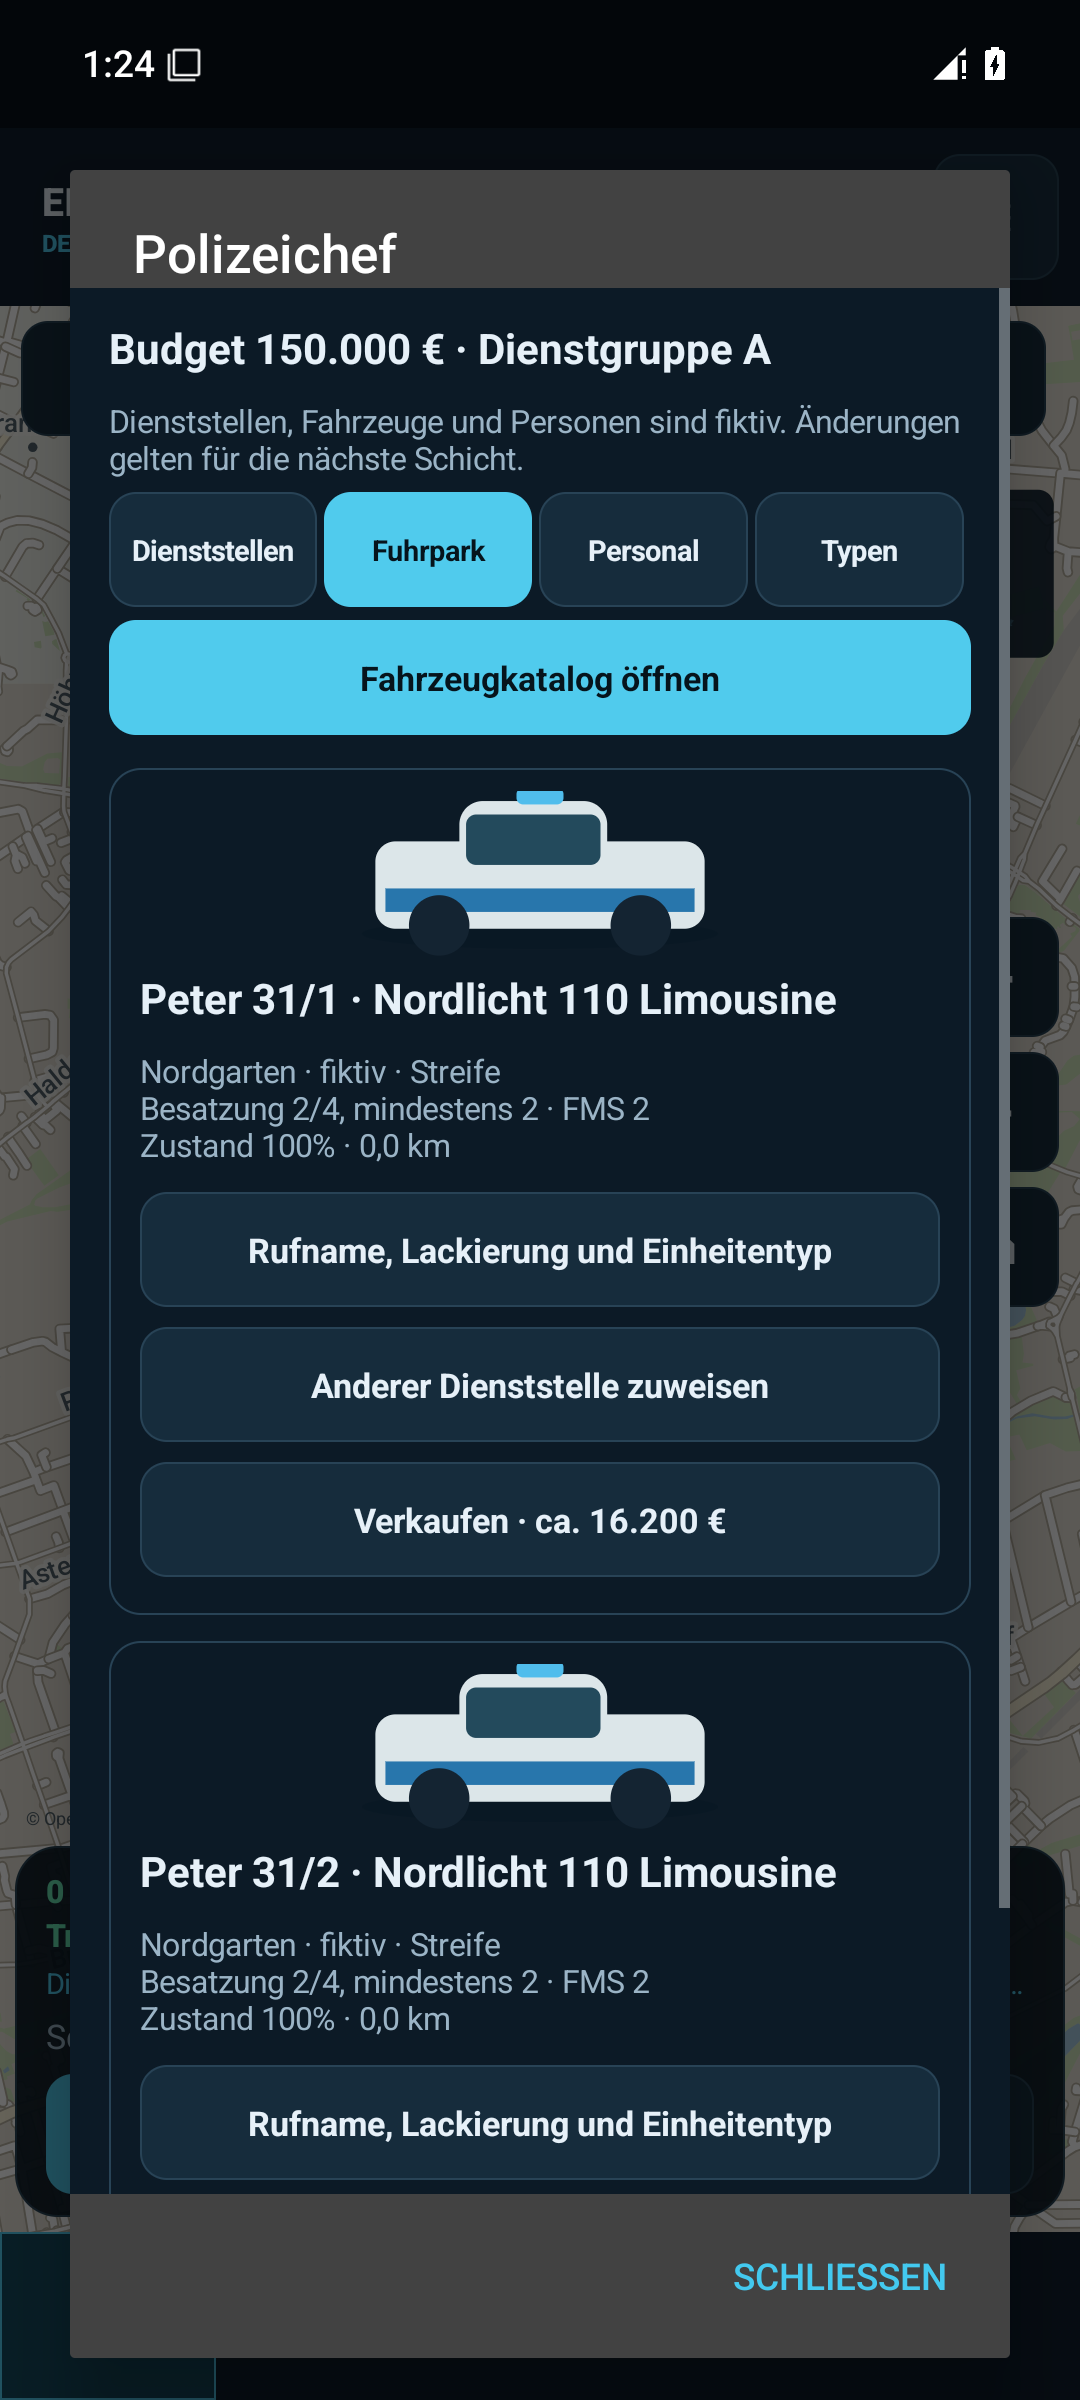 1:24
Polizeichef
Budget 150.000 € · Dienstgruppe A
Dienststellen, Fahrzeuge und Personen sind fiktiv. Änderungen
gelten für die nächste Schicht.
Dienststellen
Fuhrpark
Personal
Typen
Fahrzeugkatalog öffnen
Peter 31/1 · Nordlicht 110 Limousine
Nordgarten · fiktiv · Streife
Besatzung 2/4, mindestens 2 · FMS 2
Zustand 100% · 0,0 km
Rufname, Lackierung und Einheitentyp
Anderer Dienststelle zuweisen
Verkaufen · ca. 16.200 €
Peter 31/2 · Nordlicht 110 Limousine
Nordgarten · fiktiv · Streife
Besatzung 2/4, mindestens 2 · FMS 2
Zustand 100% · 0,0 km
Rufname, Lackierung und Einheitentyp
SCHLIESSEN